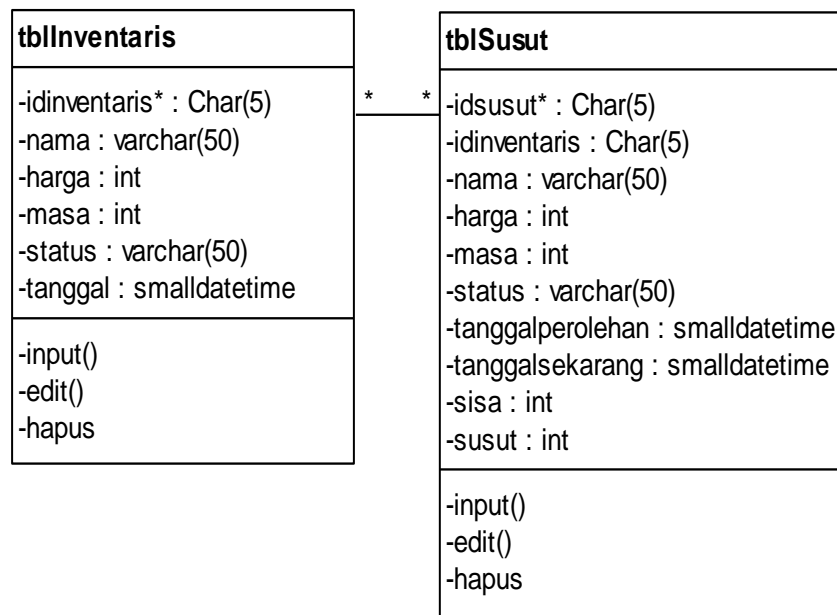 tblInventaris
-idinventaris* : Char(5)
-nama : varchar(50)
-harga : int
-masa : int
-status : varchar(50)
-tanggal : smalldatetime
-input()
-edit()
-hapus
* *
tblSusut
-idsusut* : Char(5)
-idinventaris : Char(5)
-nama : varchar(50)
-harga : int
-masa : int
-status : varchar(50)
-tanggalperolehan : smalldatetime
-tanggalsekarang : smalldatetime
-sisa : int
-susut : int
-input()
-edit()
-hapus